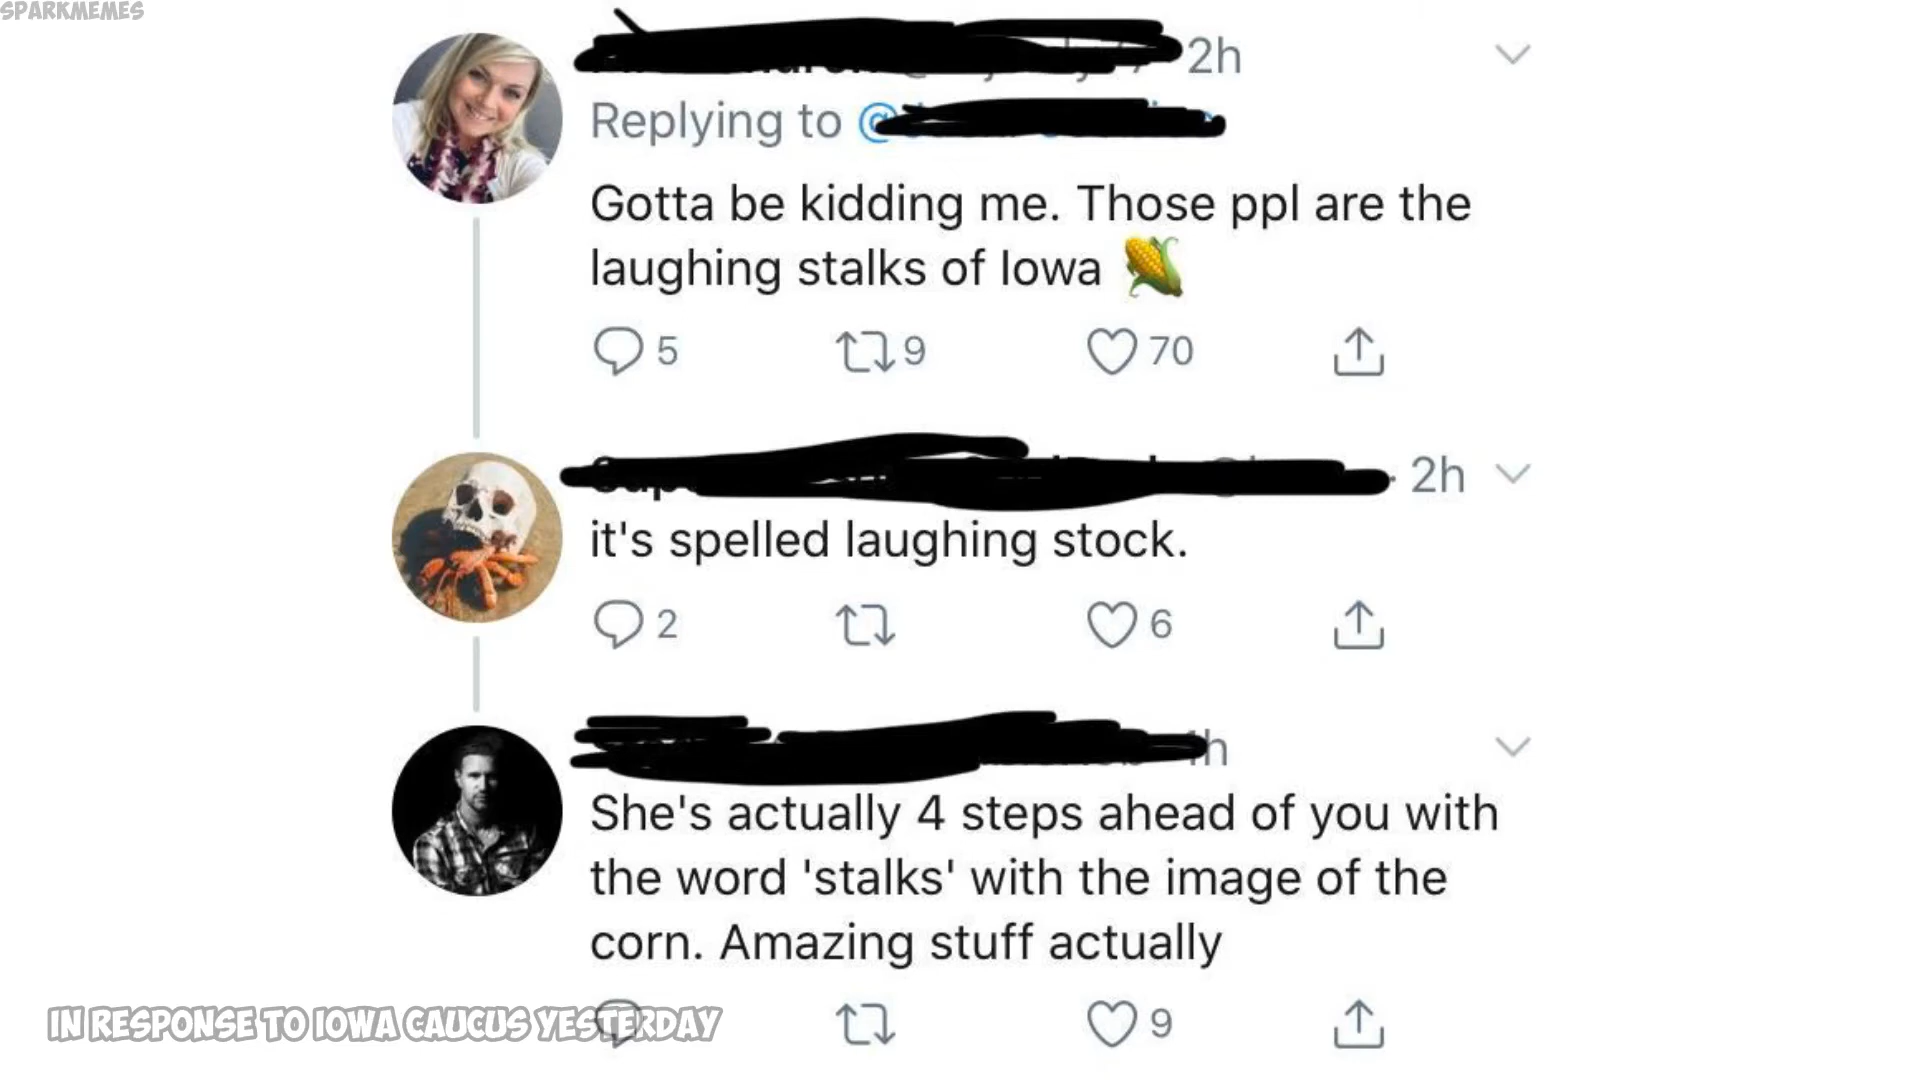 SPARKMEMES
2h
Replying to @
Gotta be kidding me. Those ppl are the
laughing stalks of Iowa 🌽
5 9 70
2h
it's spelled laughing stock.
2 6
She's actually 4 steps ahead of you with
the word 'stalks' with the image of the
corn. Amazing stuff actually
9
IN RESPONSE TO IOWA CAUCUS YESTERDAY